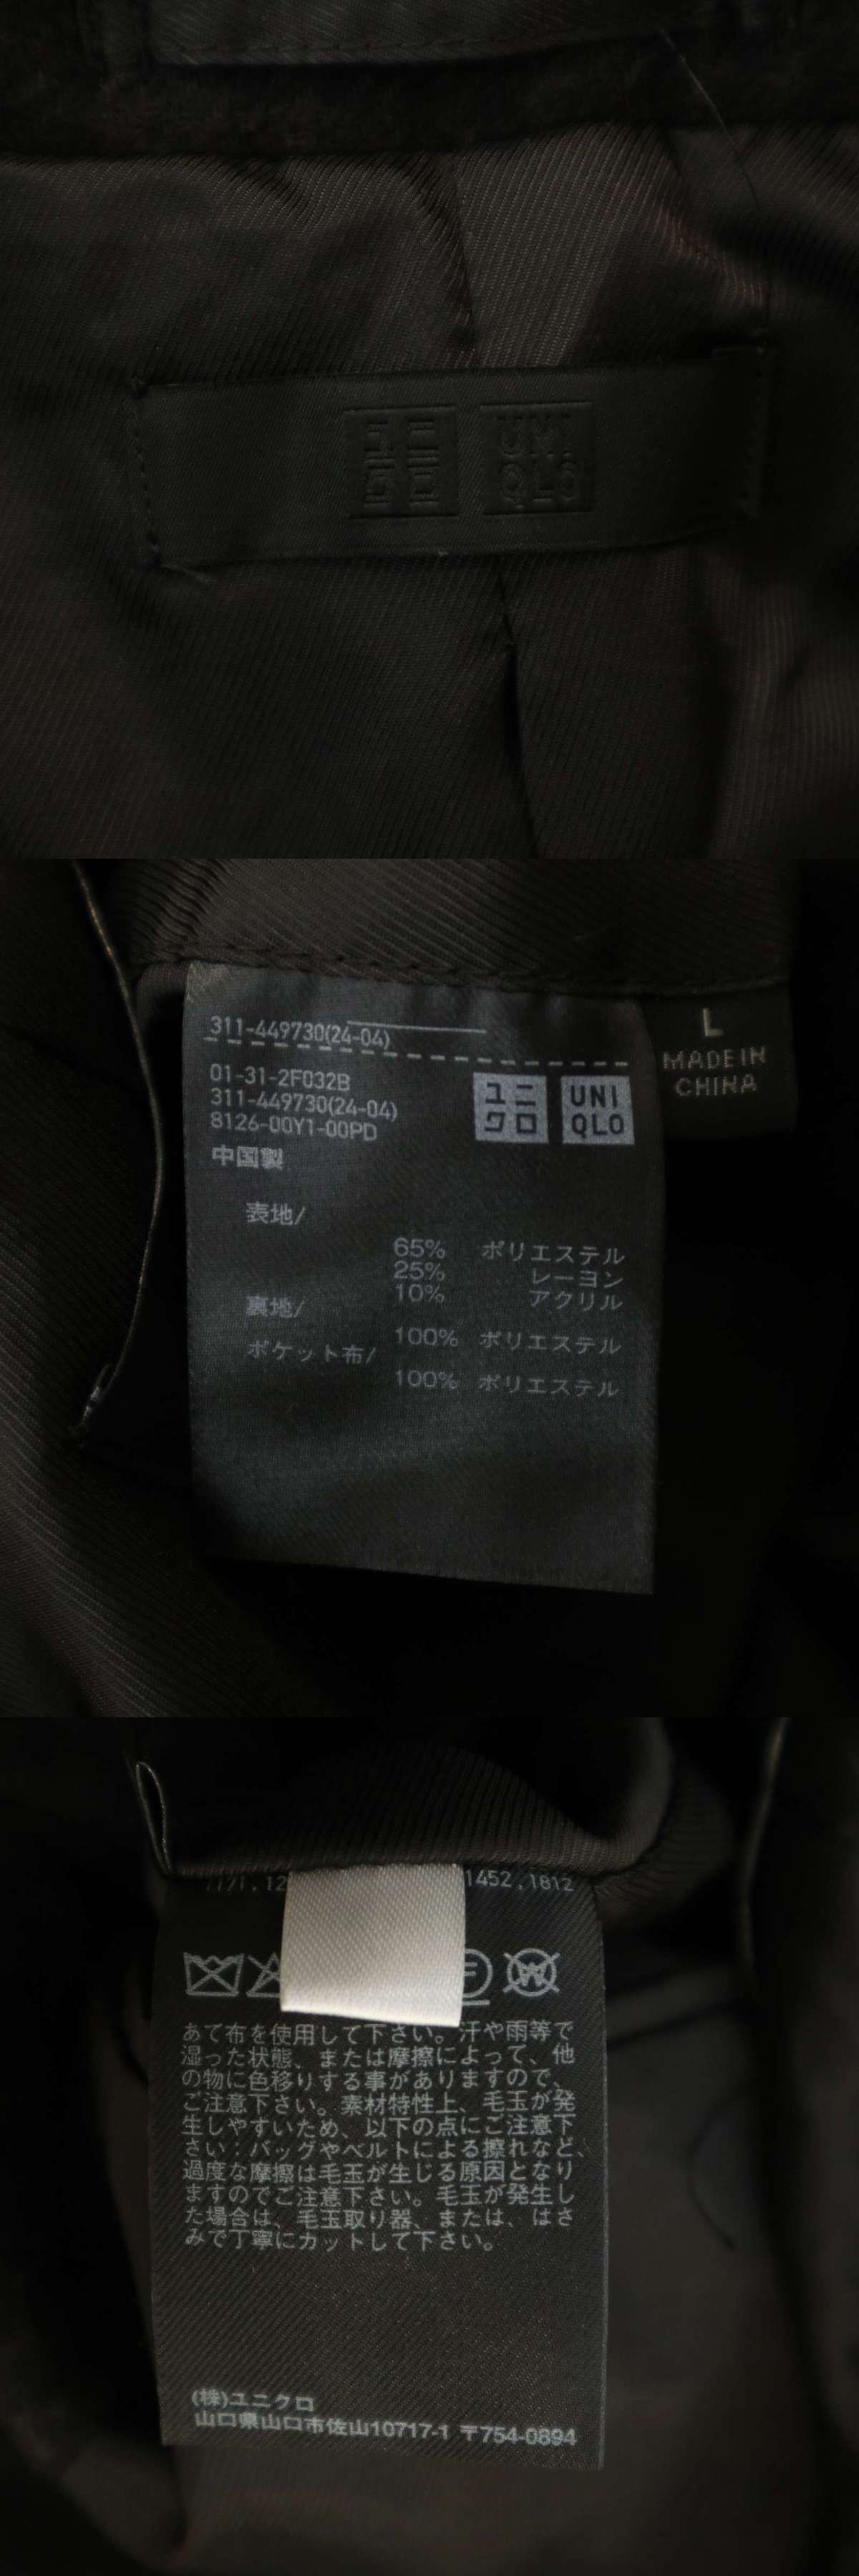 ユニ UNI
クロ QLO
311-449730(24-04)
01-31-2F032B
311-449730(24-04)
8126-00Y1-00PD
中国製
ユニ UNI
クロ QLO
L
MADE IN
CHINA
表地/
65% ポリエステル
25% レーヨン
10% アクリル
裏地/
100% ポリエステル
ポケット布/
100% ポリエステル
1452,1812
F W
あて布を使用して下さい。汗や雨等で
湿った状態、または摩擦によって、他
の物に色移りする事がありますので、
ご注意下さい。素材特性上、毛玉が発
生しやすいため、以下の点にご注意下
さい：バッグやベルトによる擦れなど、
過度な摩擦は毛玉が生じる原因となり
ますのでご注意下さい。毛玉が発生し
た場合は、毛玉取り器、または、はさ
みで丁寧にカットして下さい。
(株)ユニクロ
山口県山口市佐山10717-1 〒754-0894